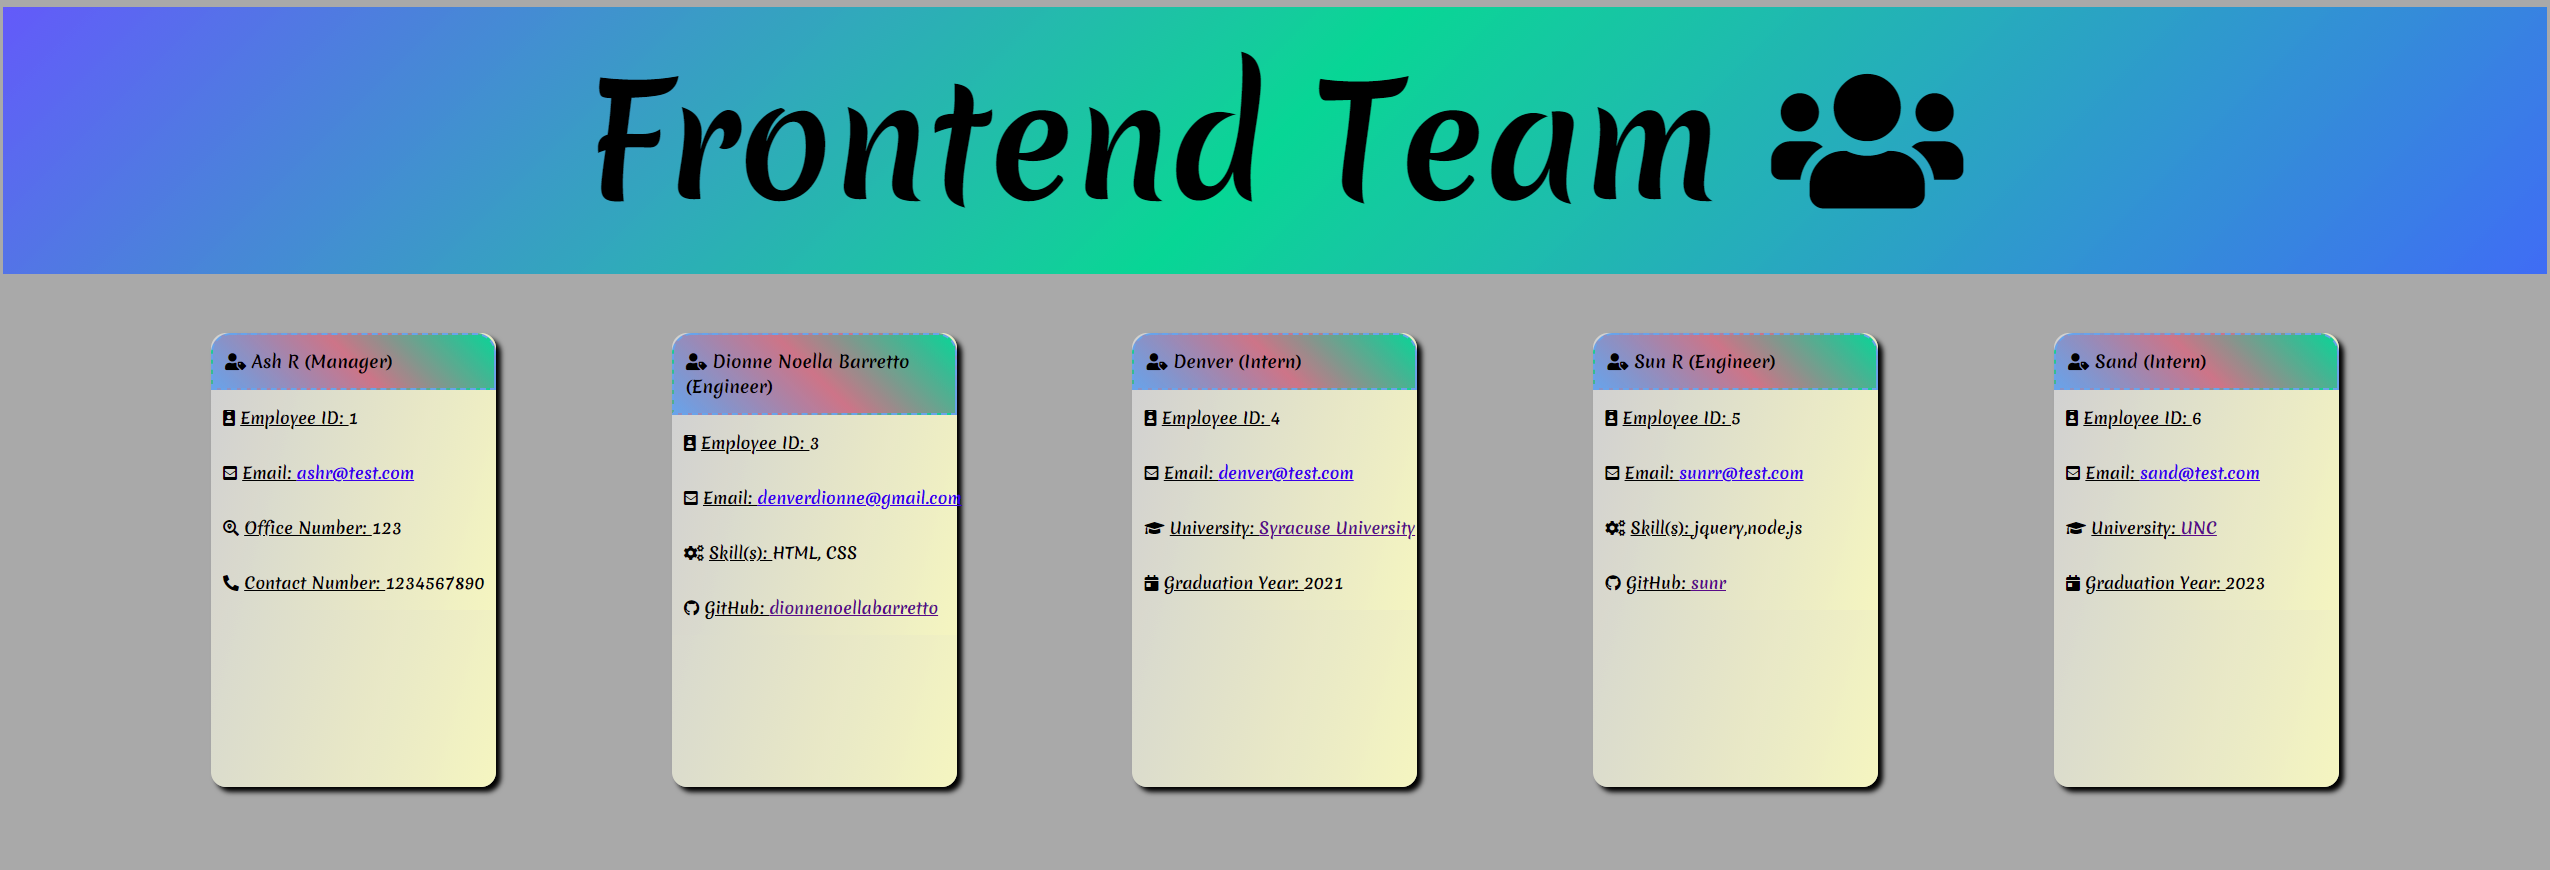 Frontend Team
Ash R (Manager)
Employee ID: 1
Email: ashr@test.com
Office Number: 123
Contact Number: 1234567890
Dionne Noella Barretto
(Engineer)
Employee ID: 3
Email: denverdionne@gmail.com
Skill(s): HTML, CSS
GitHub: dionnenoellabarretto
Denver (Intern)
Employee ID: 4
Email: denver@test.com
University: Syracuse University
Graduation Year: 2021
Sun R (Engineer)
Employee ID: 5
Email: sunrr@test.com
Skill(s): jquery,node.js
GitHub: sunr
Sand (Intern)
Employee ID: 6
Email: sand@test.com
University: UNC
Graduation Year: 2023